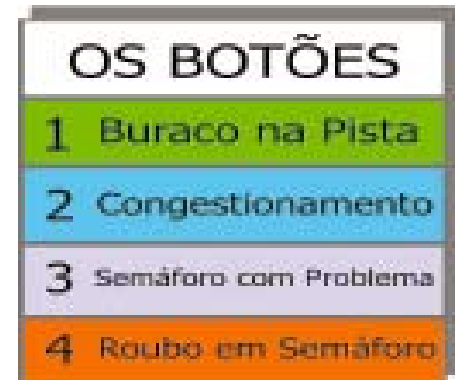 OS BOTÕES
1 Buraco na Pista
2 Congestionamento
3 Semáforo com Problema
4 Roubo em Semáforo